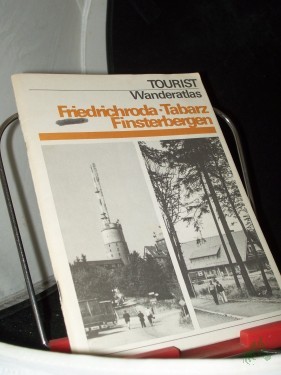 TOURIST
Wanderatlas
Friedrichroda · Tabarz
Finsterbergen